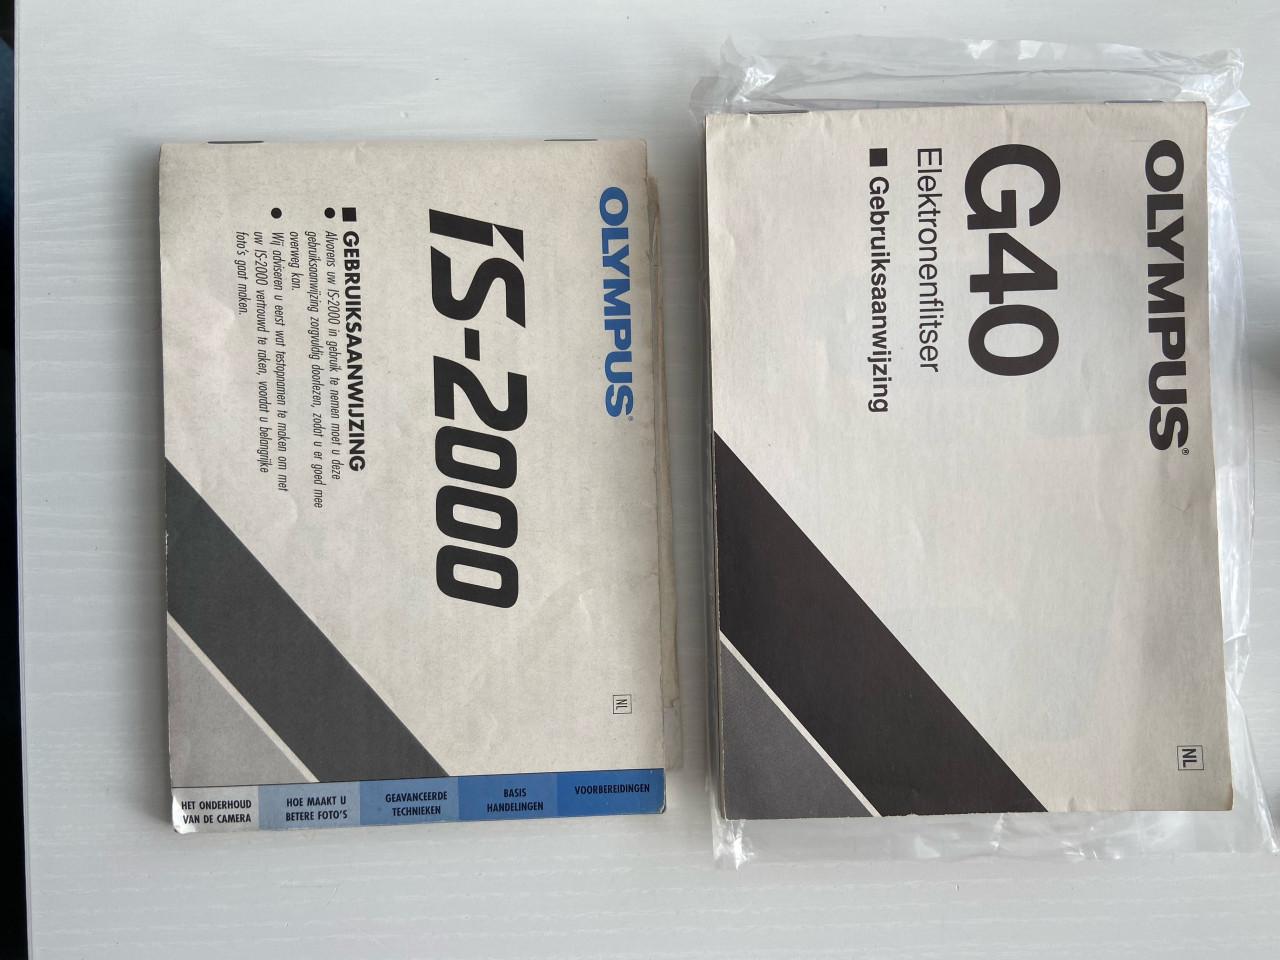 OLYMPUS®
iS-2000
■ GEBRUIKSAANWIJZING
● Alvorens uw IS-2000 in gebruik te nemen moet u deze
gebruiksaanwijzing zorgvuldig doorlezen, zodat u er goed mee
overweg kan.
● Wij adviseren u eerst wat testopnamen te maken om met
uw IS-2000 vertrouwd te raken, voordat u belangrijke
foto's gaat maken.
NL
VOORBEREIDINGEN
BASIS
HANDELINGEN
GEAVANCEERDE
TECHNIEKEN
HOE MAAKT U
BETERE FOTO'S
HET ONDERHOUD
VAN DE CAMERA
OLYMPUS®
G40
Elektronenflitser
■ Gebruiksaanwijzing
NL